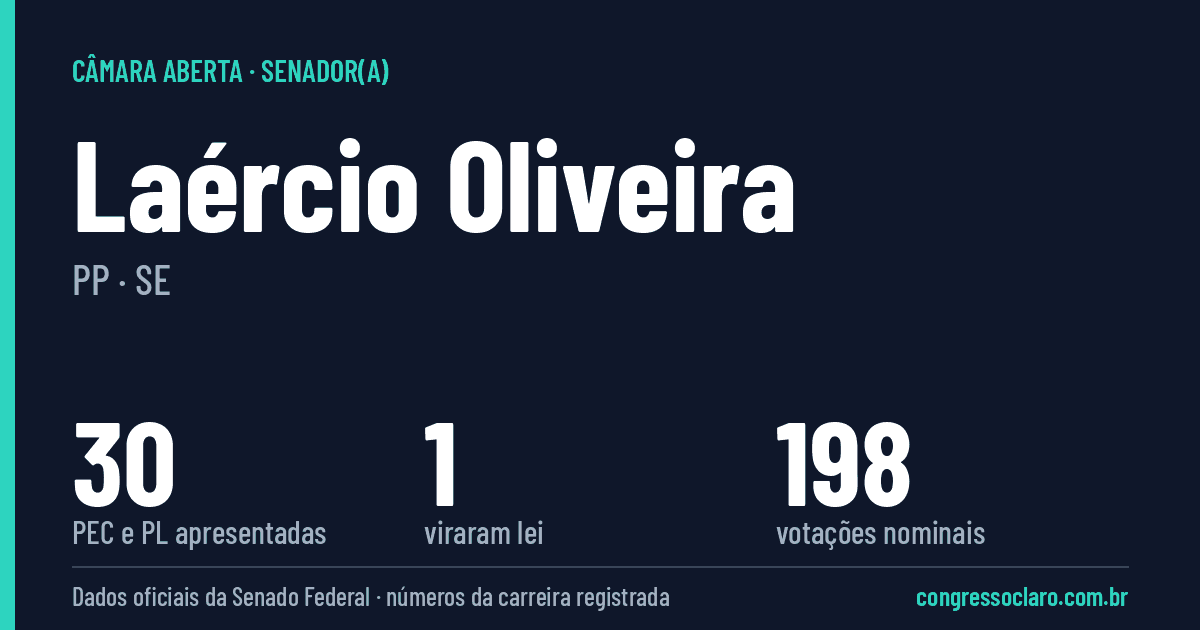 CÂMARA ABERTA · SENADOR(A)
Laércio Oliveira
PP · SE
30 1 198
PEC e PL apresentadas viraram lei votações nominais
Dados oficiais da Senado Federal · números da carreira registrada congressoclaro.com.br